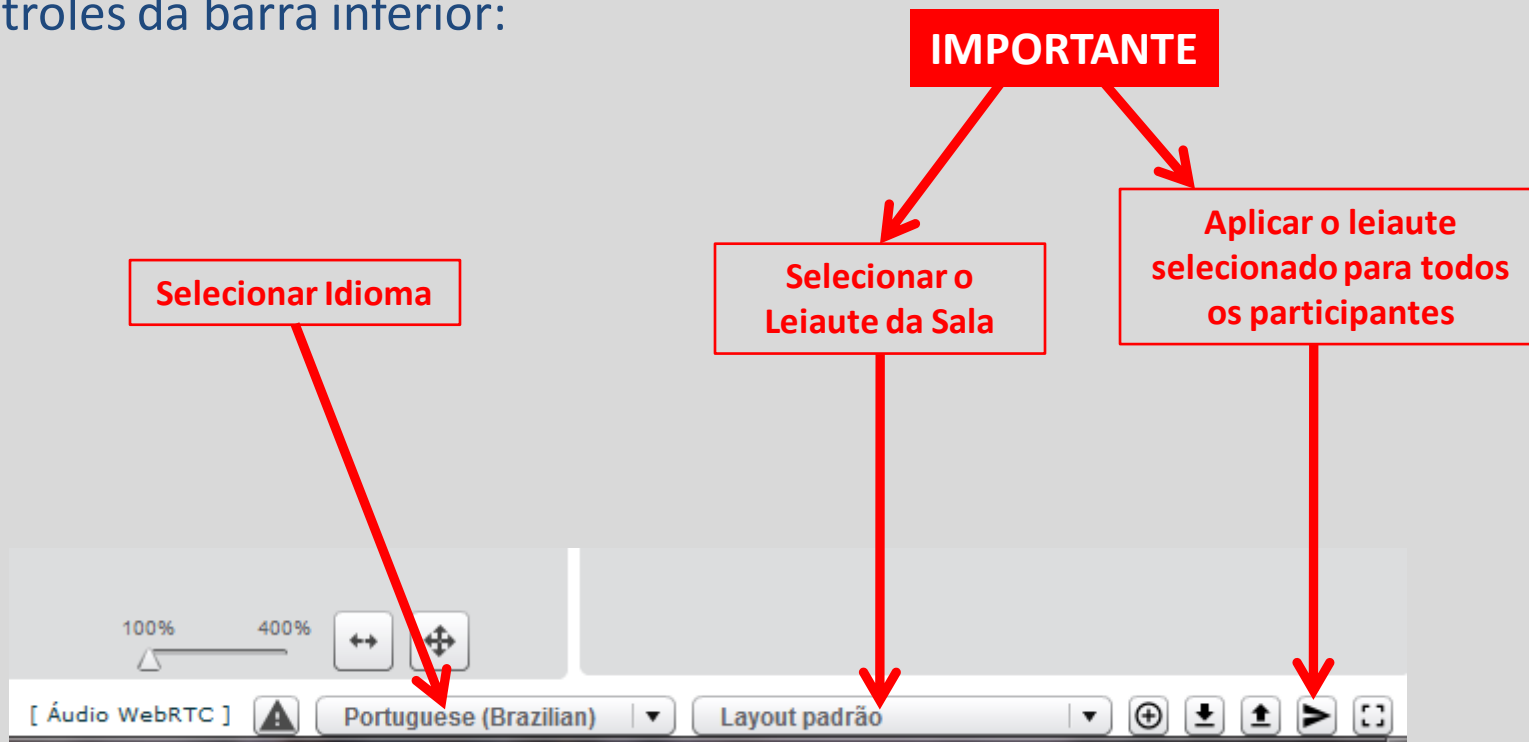 troles da barra inferior:
IMPORTANTE
Aplicar o leiaute
selecionado para todos
os participantes
Selecionar o
Leiaute da Sala
Selecionar Idioma
100% 400%
[ Áudio WebRTC ] Portuguese (Brazilian) Layout padrão